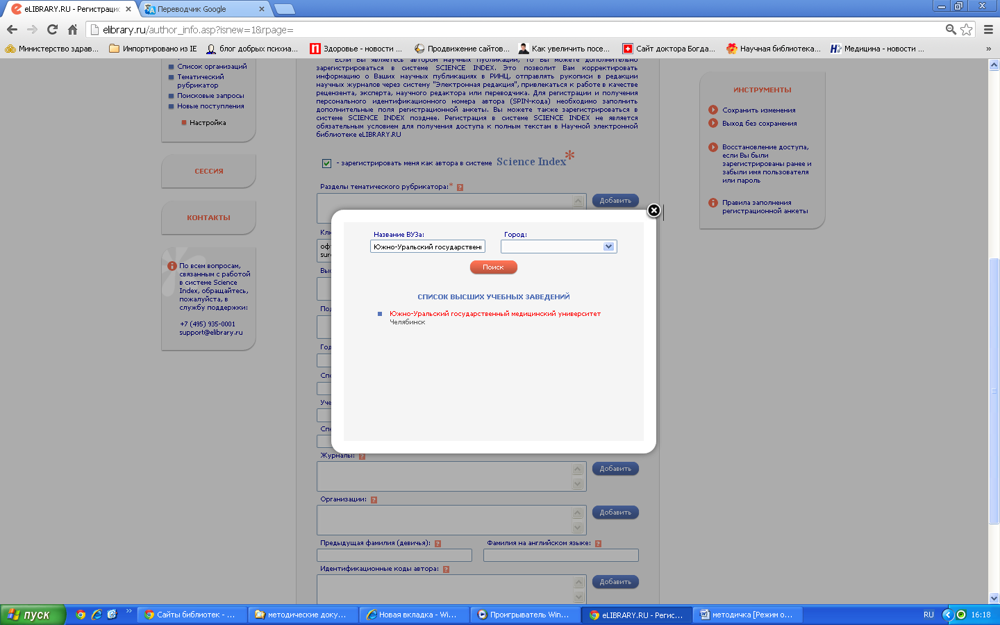 eLIBRARY.RU - Регистрацис
Переводчик Google
elibrary.ru/author_info.asp?isnew=1&rpage=
Министерство здрав...
Импортировано из IE
блог добрых психиа...
Здоровье - новости ...
Продвижение сайтов...
Как увеличить посе...
Сайт доктора Богда...
Научная библиотека...
Медицина - новости ...
»
Список организаций
Тематический
рубрикатор
Поисковые запросы
Новые поступления
Настройка
СЕССИЯ
КОНТАКТЫ
По всем вопросам,
связанным с работой
в системе Science
Index, обращайтесь,
пожалуйста, в
службу поддержки:
+7 (495) 935-0001
support@elibrary.ru
Если Вы являетесь автором научных публикаций, то Вы можете дополнительно
зарегистрироваться в системе SCIENCE INDEX. Это позволит Вам корректировать
информацию о Ваших научных публикациях в РИНЦ, отправлять рукописи в редакции
научных журналов через систему "Электронная редакция", привлекаться к работе в качестве
рецензента, эксперта, научного редактора или переводчика. Для регистрации и получения
персонального идентификационного номера автора (SPIN-кода) необходимо заполнить
дополнительные поля регистрационной анкеты. Вы можете также зарегистрироваться в
системе SCIENCE INDEX позднее. Регистрация в системе SCIENCE INDEX не является
обязательным условием для получения доступа к полным текстам в Научной электронной
библиотеке eLIBRARY.RU
- зарегистрировать меня как автора в системе Science Index*
Разделы тематического рубрикатора:* ?
Добавить
Клю
офт
sure
Выс
Под
Год
Спе
Уче
Спе
Название ВУЗа:
Город:
Южно-Уральский государствен
Поиск
СПИСОК ВЫСШИХ УЧЕБНЫХ ЗАВЕДЕНИЙ
Южно-Уральский государственный медицинский университет
Челябинск
Журналы: ?
Добавить
Организации: ?
Добавить
Предыдущая фамилия (девичья): ?
Фамилия на английском языке: ?
Идентификационные коды автора: ?
Добавить
ИНСТРУМЕНТЫ
Сохранить изменения
Выход без сохранения
Восстановление доступа,
если Вы были
зарегистрированы ранее и
забыли имя пользователя
или пароль
Правила заполнения
регистрационной анкеты
пуск
»
Сайты библиотек - ...
методические доку...
Новая вкладка - Wi...
Проигрыватель Win...
eLIBRARY.RU - Регис...
методичка [Режим о...
RU
16:18